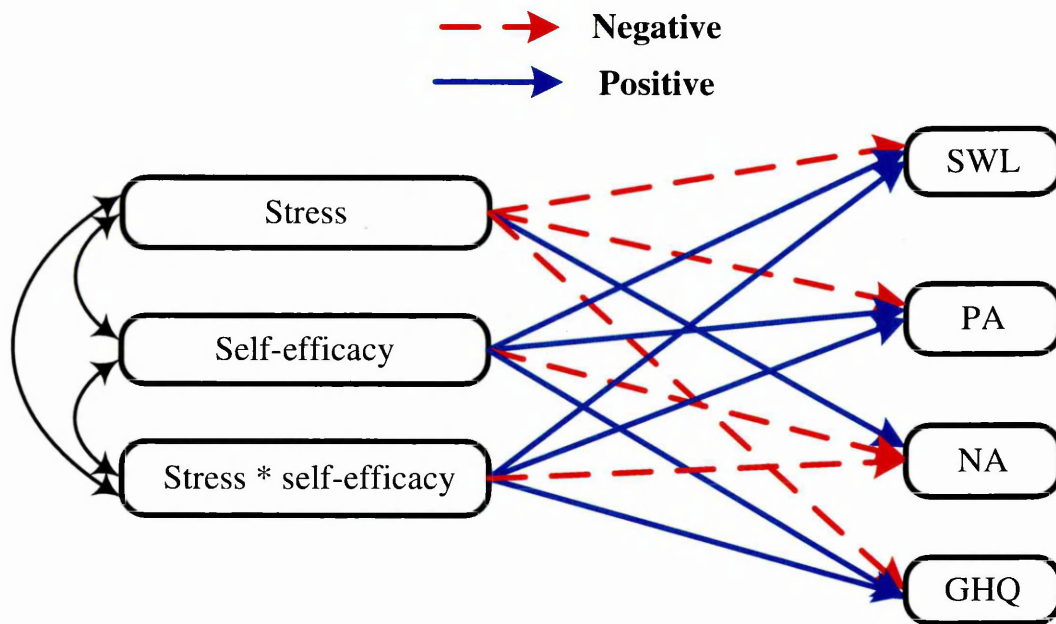 Negative
Positive
SWL
Stress
PA
Self-efficacy
NA
Stress * self-efficacy
GHQ